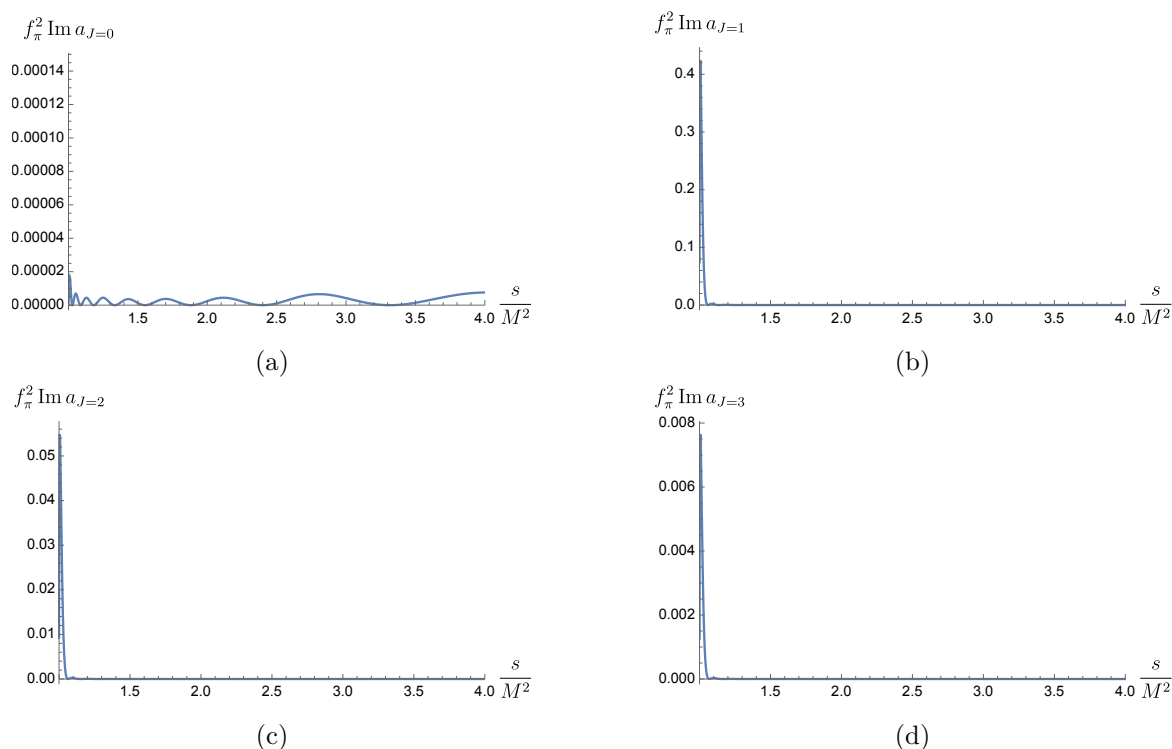 f_π^2 Im a_{J=0}
0.00014
0.00012
0.00010
0.00008
0.00006
0.00004
0.00002
0.00000
1.5 2.0 2.5 3.0 3.5 4.0
s/M^2
(a)
f_π^2 Im a_{J=1}
0.4
0.3
0.2
0.1
0.0
1.5 2.0 2.5 3.0 3.5 4.0
s/M^2
(b)
f_π^2 Im a_{J=2}
0.05
0.04
0.03
0.02
0.01
0.00
1.5 2.0 2.5 3.0 3.5 4.0
s/M^2
(c)
f_π^2 Im a_{J=3}
0.008
0.006
0.004
0.002
0.000
1.5 2.0 2.5 3.0 3.5 4.0
s/M^2
(d)